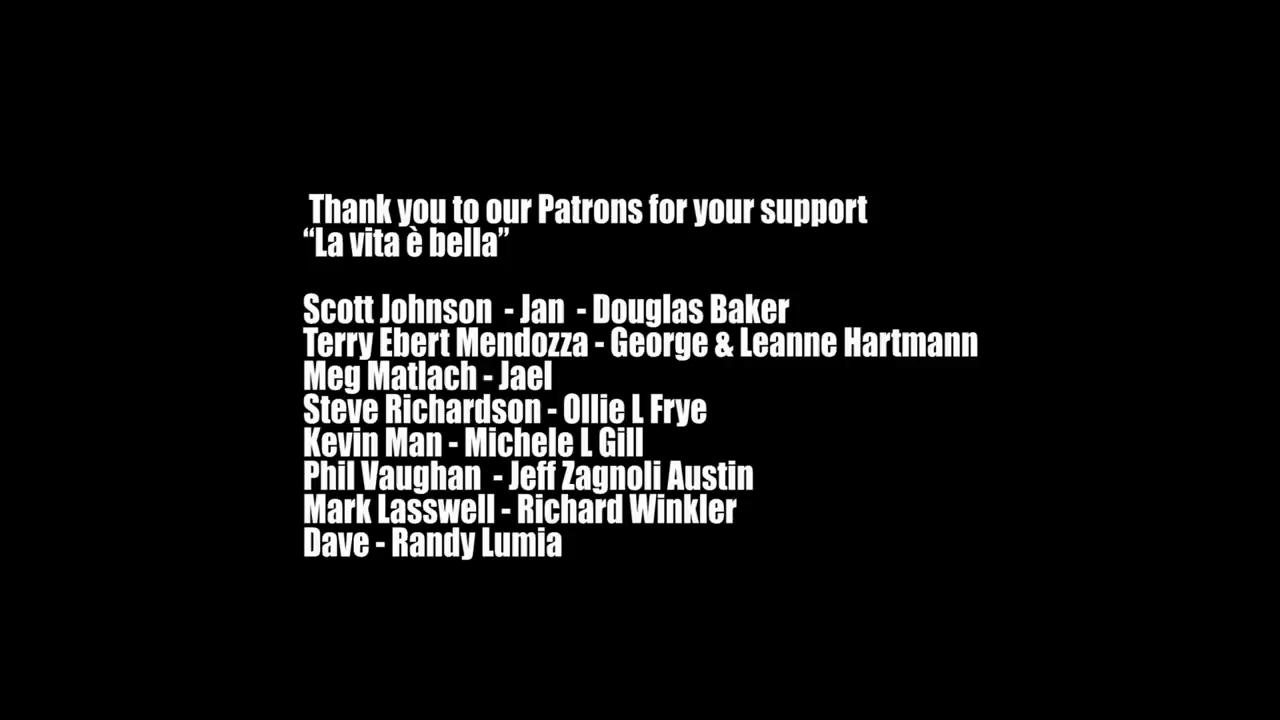 Thank you to our Patrons for your support
“La vita è bella”
Scott Johnson - Jan - Douglas Baker
Terry Ebert Mendozza - George & Leanne Hartmann
Meg Matlach - Jael
Steve Richardson - Ollie L Frye
Kevin Man - Michele L Gill
Phil Vaughan - Jeff Zagnoli Austin
Mark Lasswell - Richard Winkler
Dave - Randy Lumia